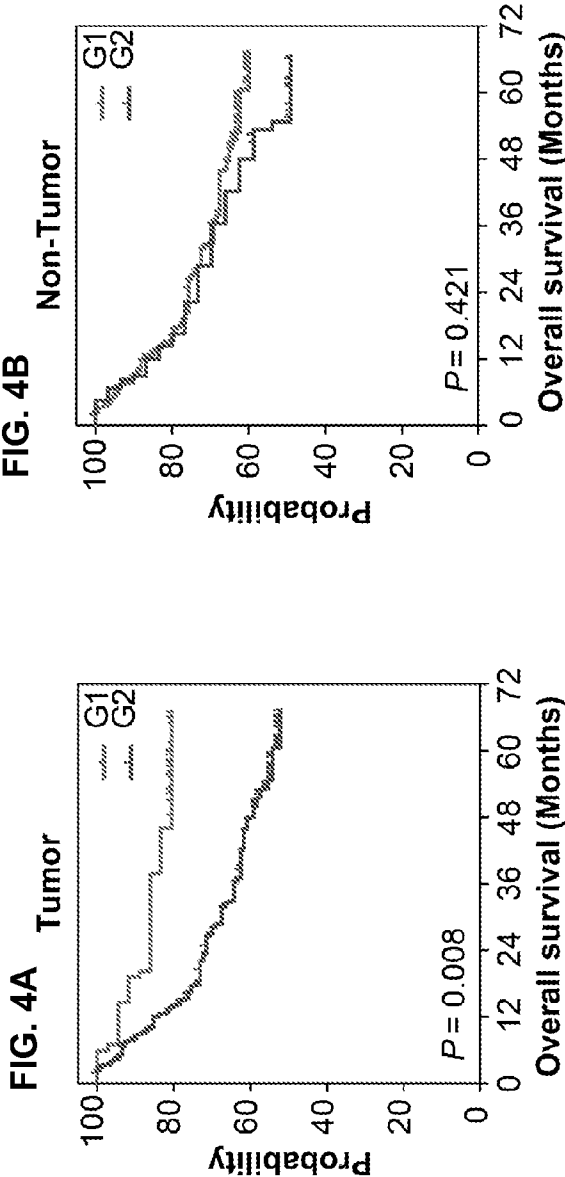 FIG. 4A
Tumor
G1
G2
100
80
60
40
20
0
Probability
P = 0.008
0 12 24 36 48 60 72
Overall survival (Months)
FIG. 4B
Non-Tumor
G1
G2
100
80
60
40
20
0
Probability
P = 0.421
0 12 24 36 48 60 72
Overall survival (Months)